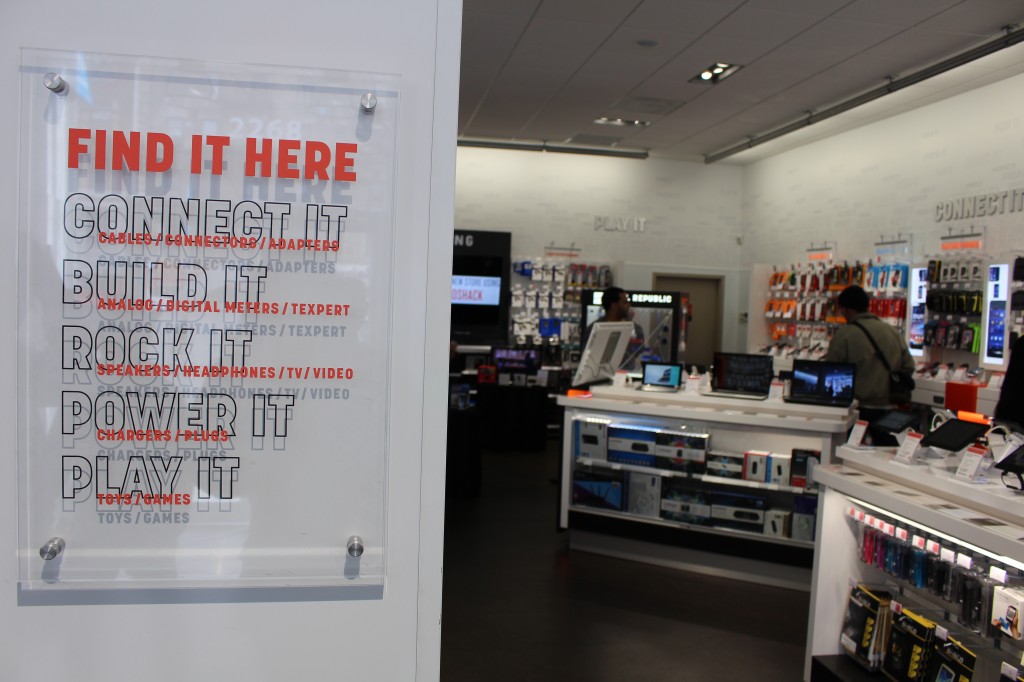 FIND IT HERE
CONNECT IT
CABLES / CONNECTORS / ADAPTERS
BUILD IT
ANALOG / DIGITAL METERS / TEXPERT
ROCK IT
SPEAKERS / HEADPHONES / TV / VIDEO
POWER IT
CHARGERS / PLUGS
PLAY IT
TOYS / GAMES
PLAY IT
CONNECT IT
REPUBLIC